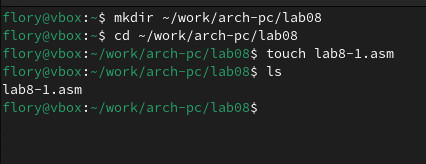 flory@vbox:~$ mkdir ~/work/arch-pc/lab08
flory@vbox:~$ cd ~/work/arch-pc/lab08
flory@vbox:~/work/arch-pc/lab08$ touch lab8-1.asm
flory@vbox:~/work/arch-pc/lab08$ ls
lab8-1.asm
flory@vbox:~/work/arch-pc/lab08$